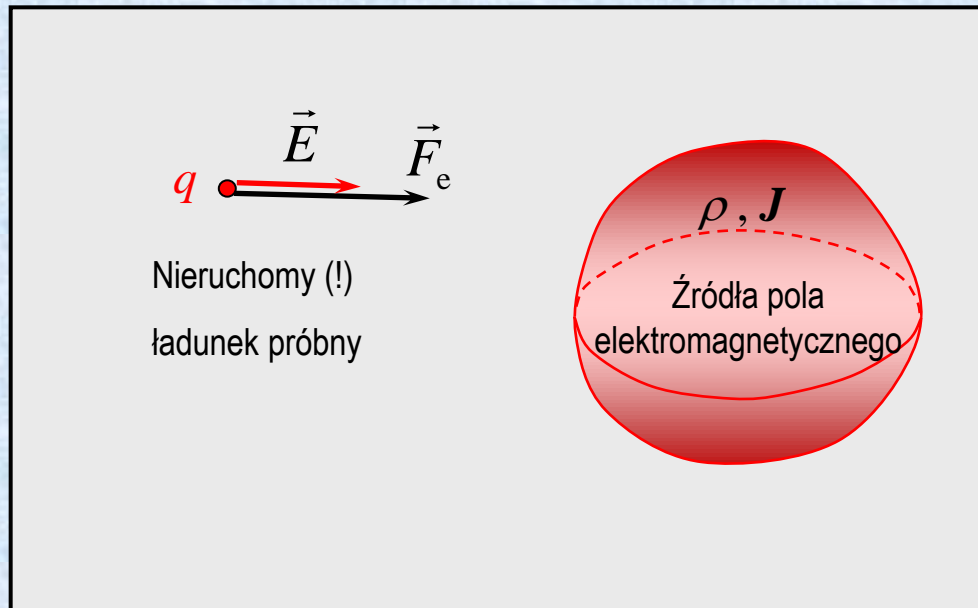 E⃗ F⃗ₑ
q
Nieruchomy (!)
ładunek próbny
ρ , J
Źródła pola
elektromagnetycznego